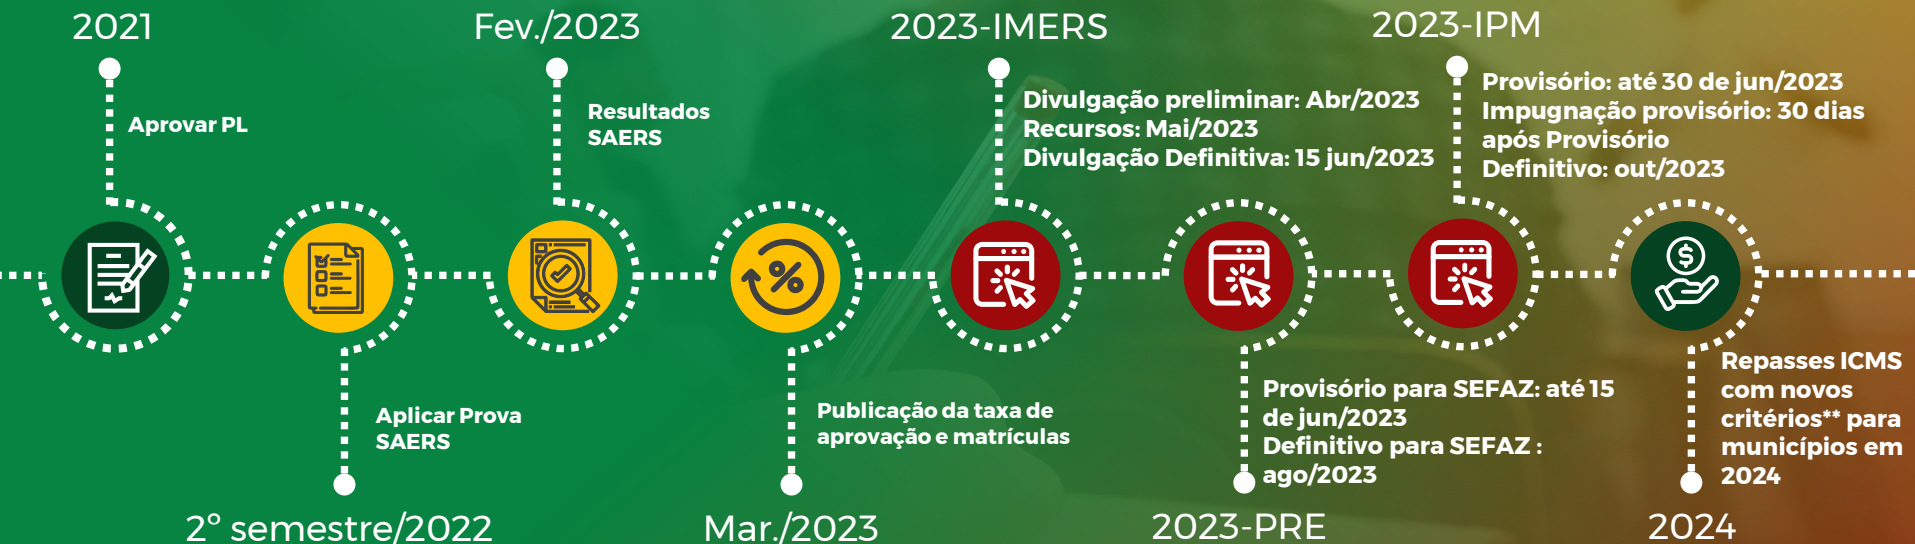 2021
Aprovar PL
2º semestre/2022
Aplicar Prova
SAERS
Fev./2023
Resultados
SAERS
Mar./2023
Publicação da taxa de
aprovação e matrículas
2023-IMERS
Divulgação preliminar: Abr/2023
Recursos: Mai/2023
Divulgação Definitiva: 15 jun/2023
2023-PRE
Provisório para SEFAZ: até 15
de jun/2023
Definitivo para SEFAZ :
ago/2023
2023-IPM
Provisório: até 30 de jun/2023
Impugnação provisório: 30 dias
após Provisório
Definitivo: out/2023
2024
Repasses ICMS
com novos
critérios** para
municípios em
2024